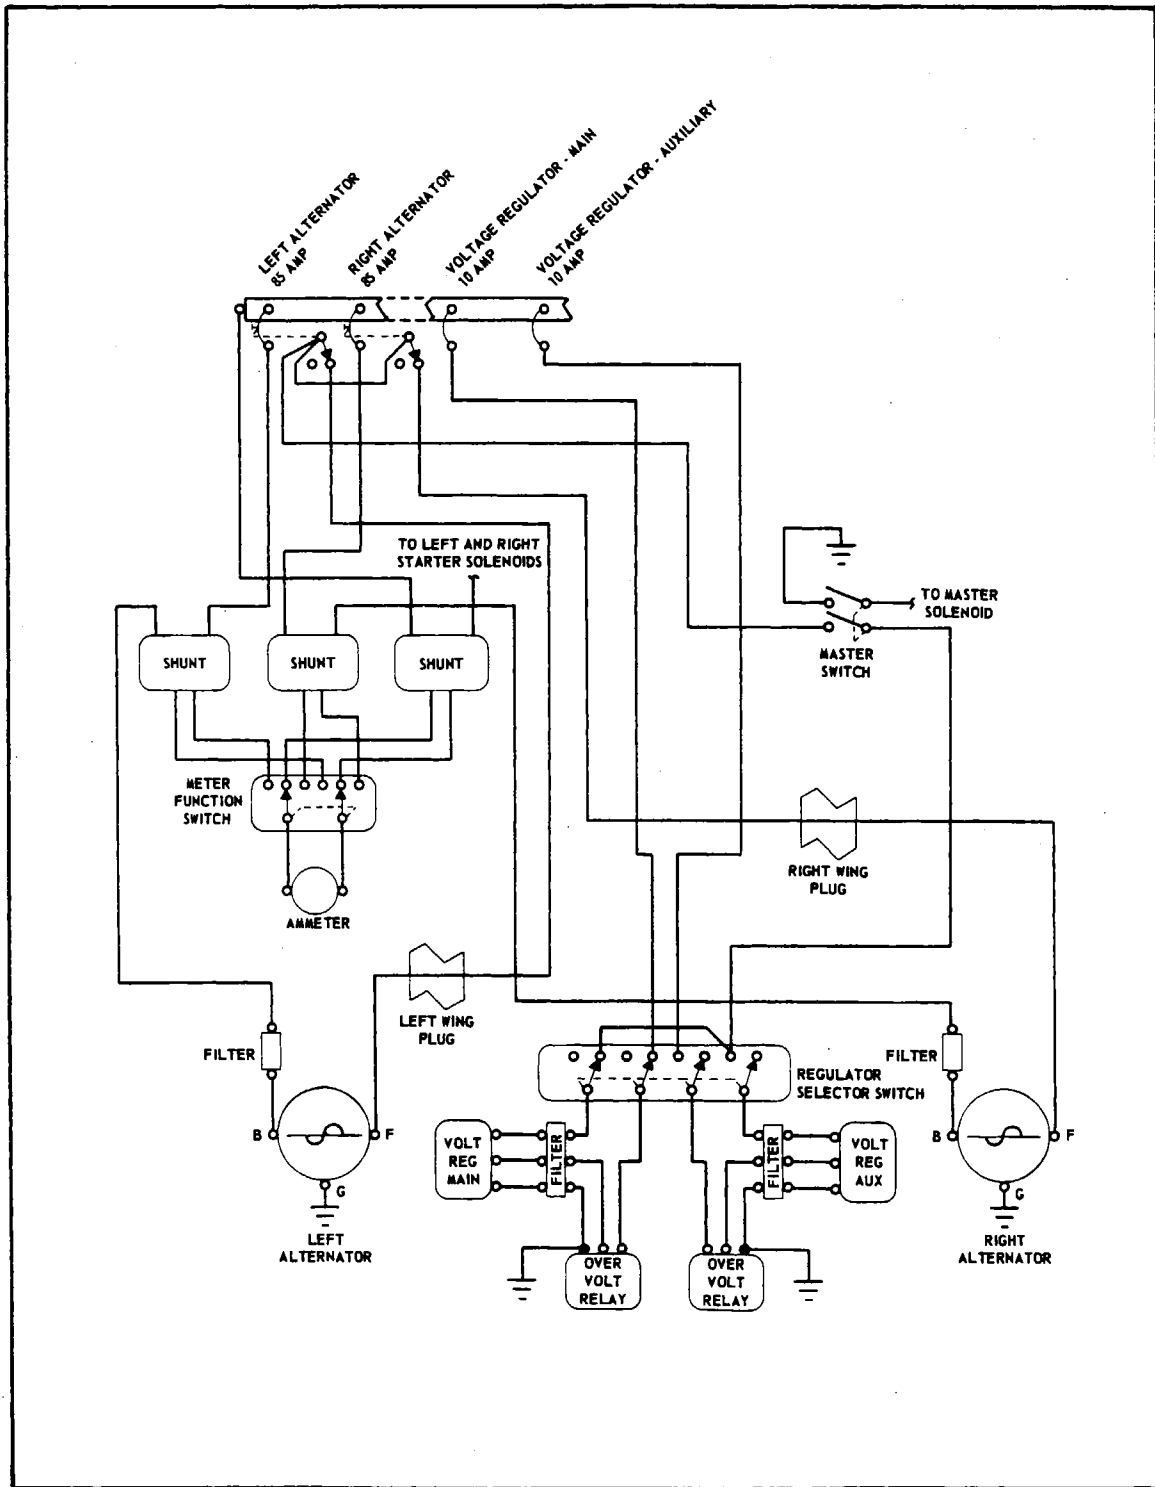 LEFT ALTERNATOR
85 AMP
RIGHT ALTERNATOR
85 AMP
VOLTAGE REGULATOR - MAIN
10 AMP
VOLTAGE REGULATOR - AUXILIARY
10 AMP
TO LEFT AND RIGHT
STARTER SOLENOIDS
TO MASTER
SOLENOID
MASTER
SWITCH
SHUNT
SHUNT
SHUNT
METER
FUNCTION
SWITCH
AMMETER
RIGHT WING
PLUG
LEFT WING
PLUG
FILTER
FILTER
REGULATOR
SELECTOR SWITCH
B
F
G
LEFT
ALTERNATOR
VOLT
REG
MAIN
FILTER
FILTER
VOLT
REG
AUX
B
F
G
RIGHT
ALTERNATOR
OVER
VOLT
RELAY
OVER
VOLT
RELAY